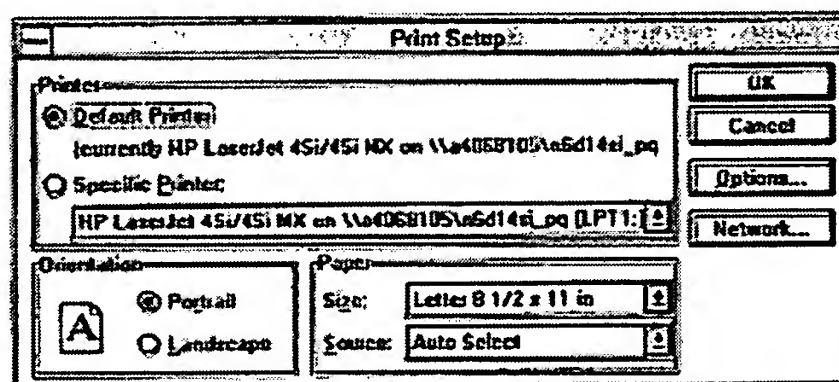 Print Setup
Printer
Default Printer
(currently HP LaserJet 4Si/4Si MX on \\a4068105\n6d14si_pq
Specific Printer:
HP LaserJet 4Si/4Si MX on \\a4068105\n6d14si_pq (LPT1:)
OK
Cancel
Options...
Network...
Orientation
A
Portrait
Landscape
Paper
Size: Letter 8 1/2 x 11 in
Source: Auto Select